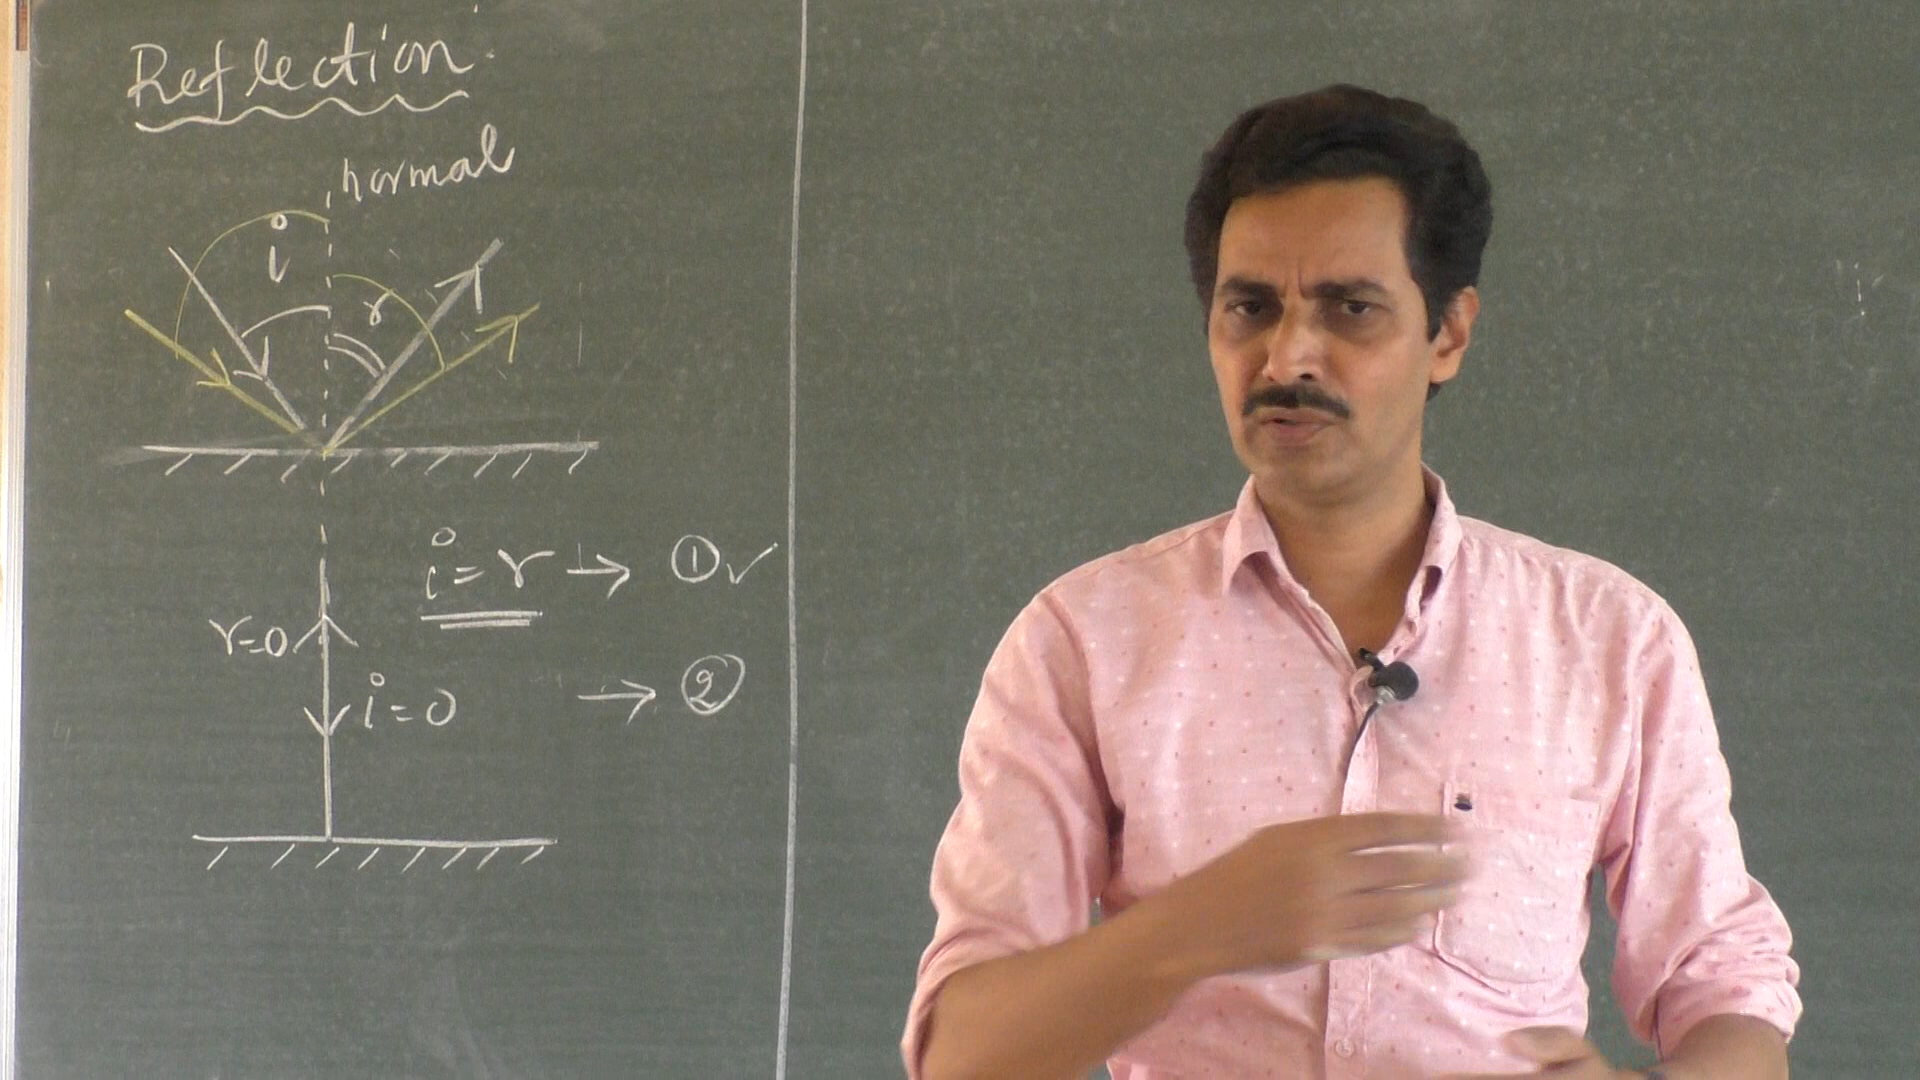 Reflection:
normal
i
r
i = r → ① ✓
r=0
→ ②
i=0